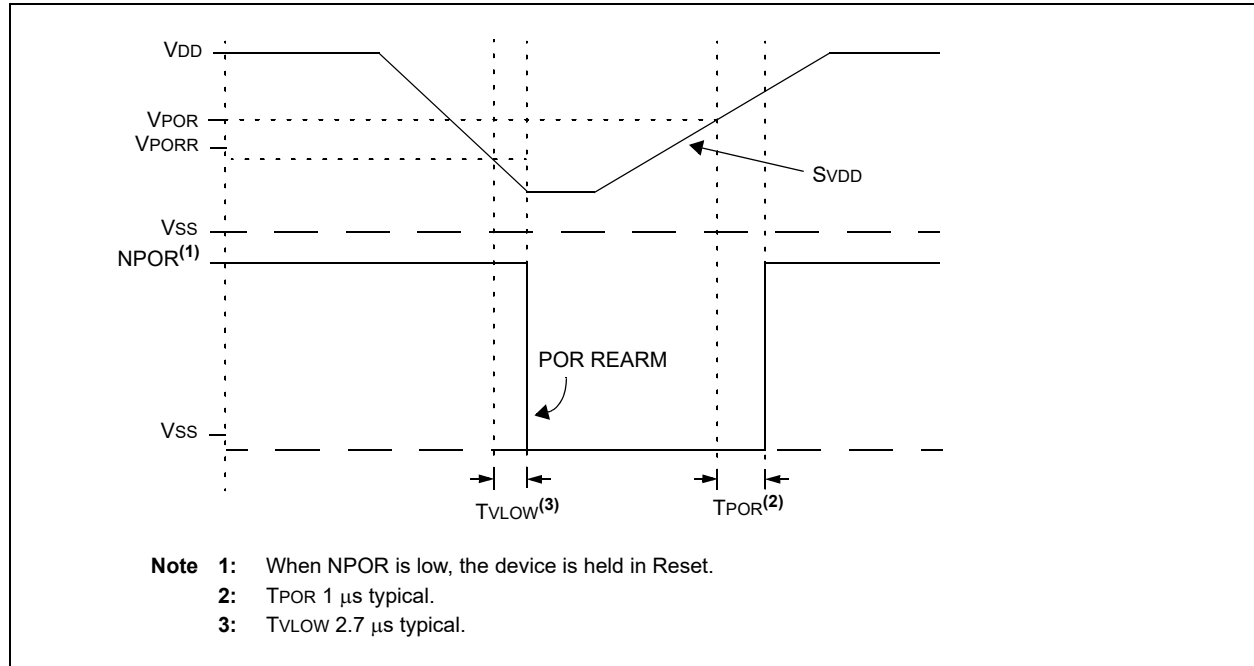 VDD
VPOR
VPORR
SVDD
VSS
NPOR(1)
POR REARM
VSS
TVLOW(3)
TPOR(2)
Note 1: When NPOR is low, the device is held in Reset.
2: TPOR 1 μs typical.
3: TVLOW 2.7 μs typical.